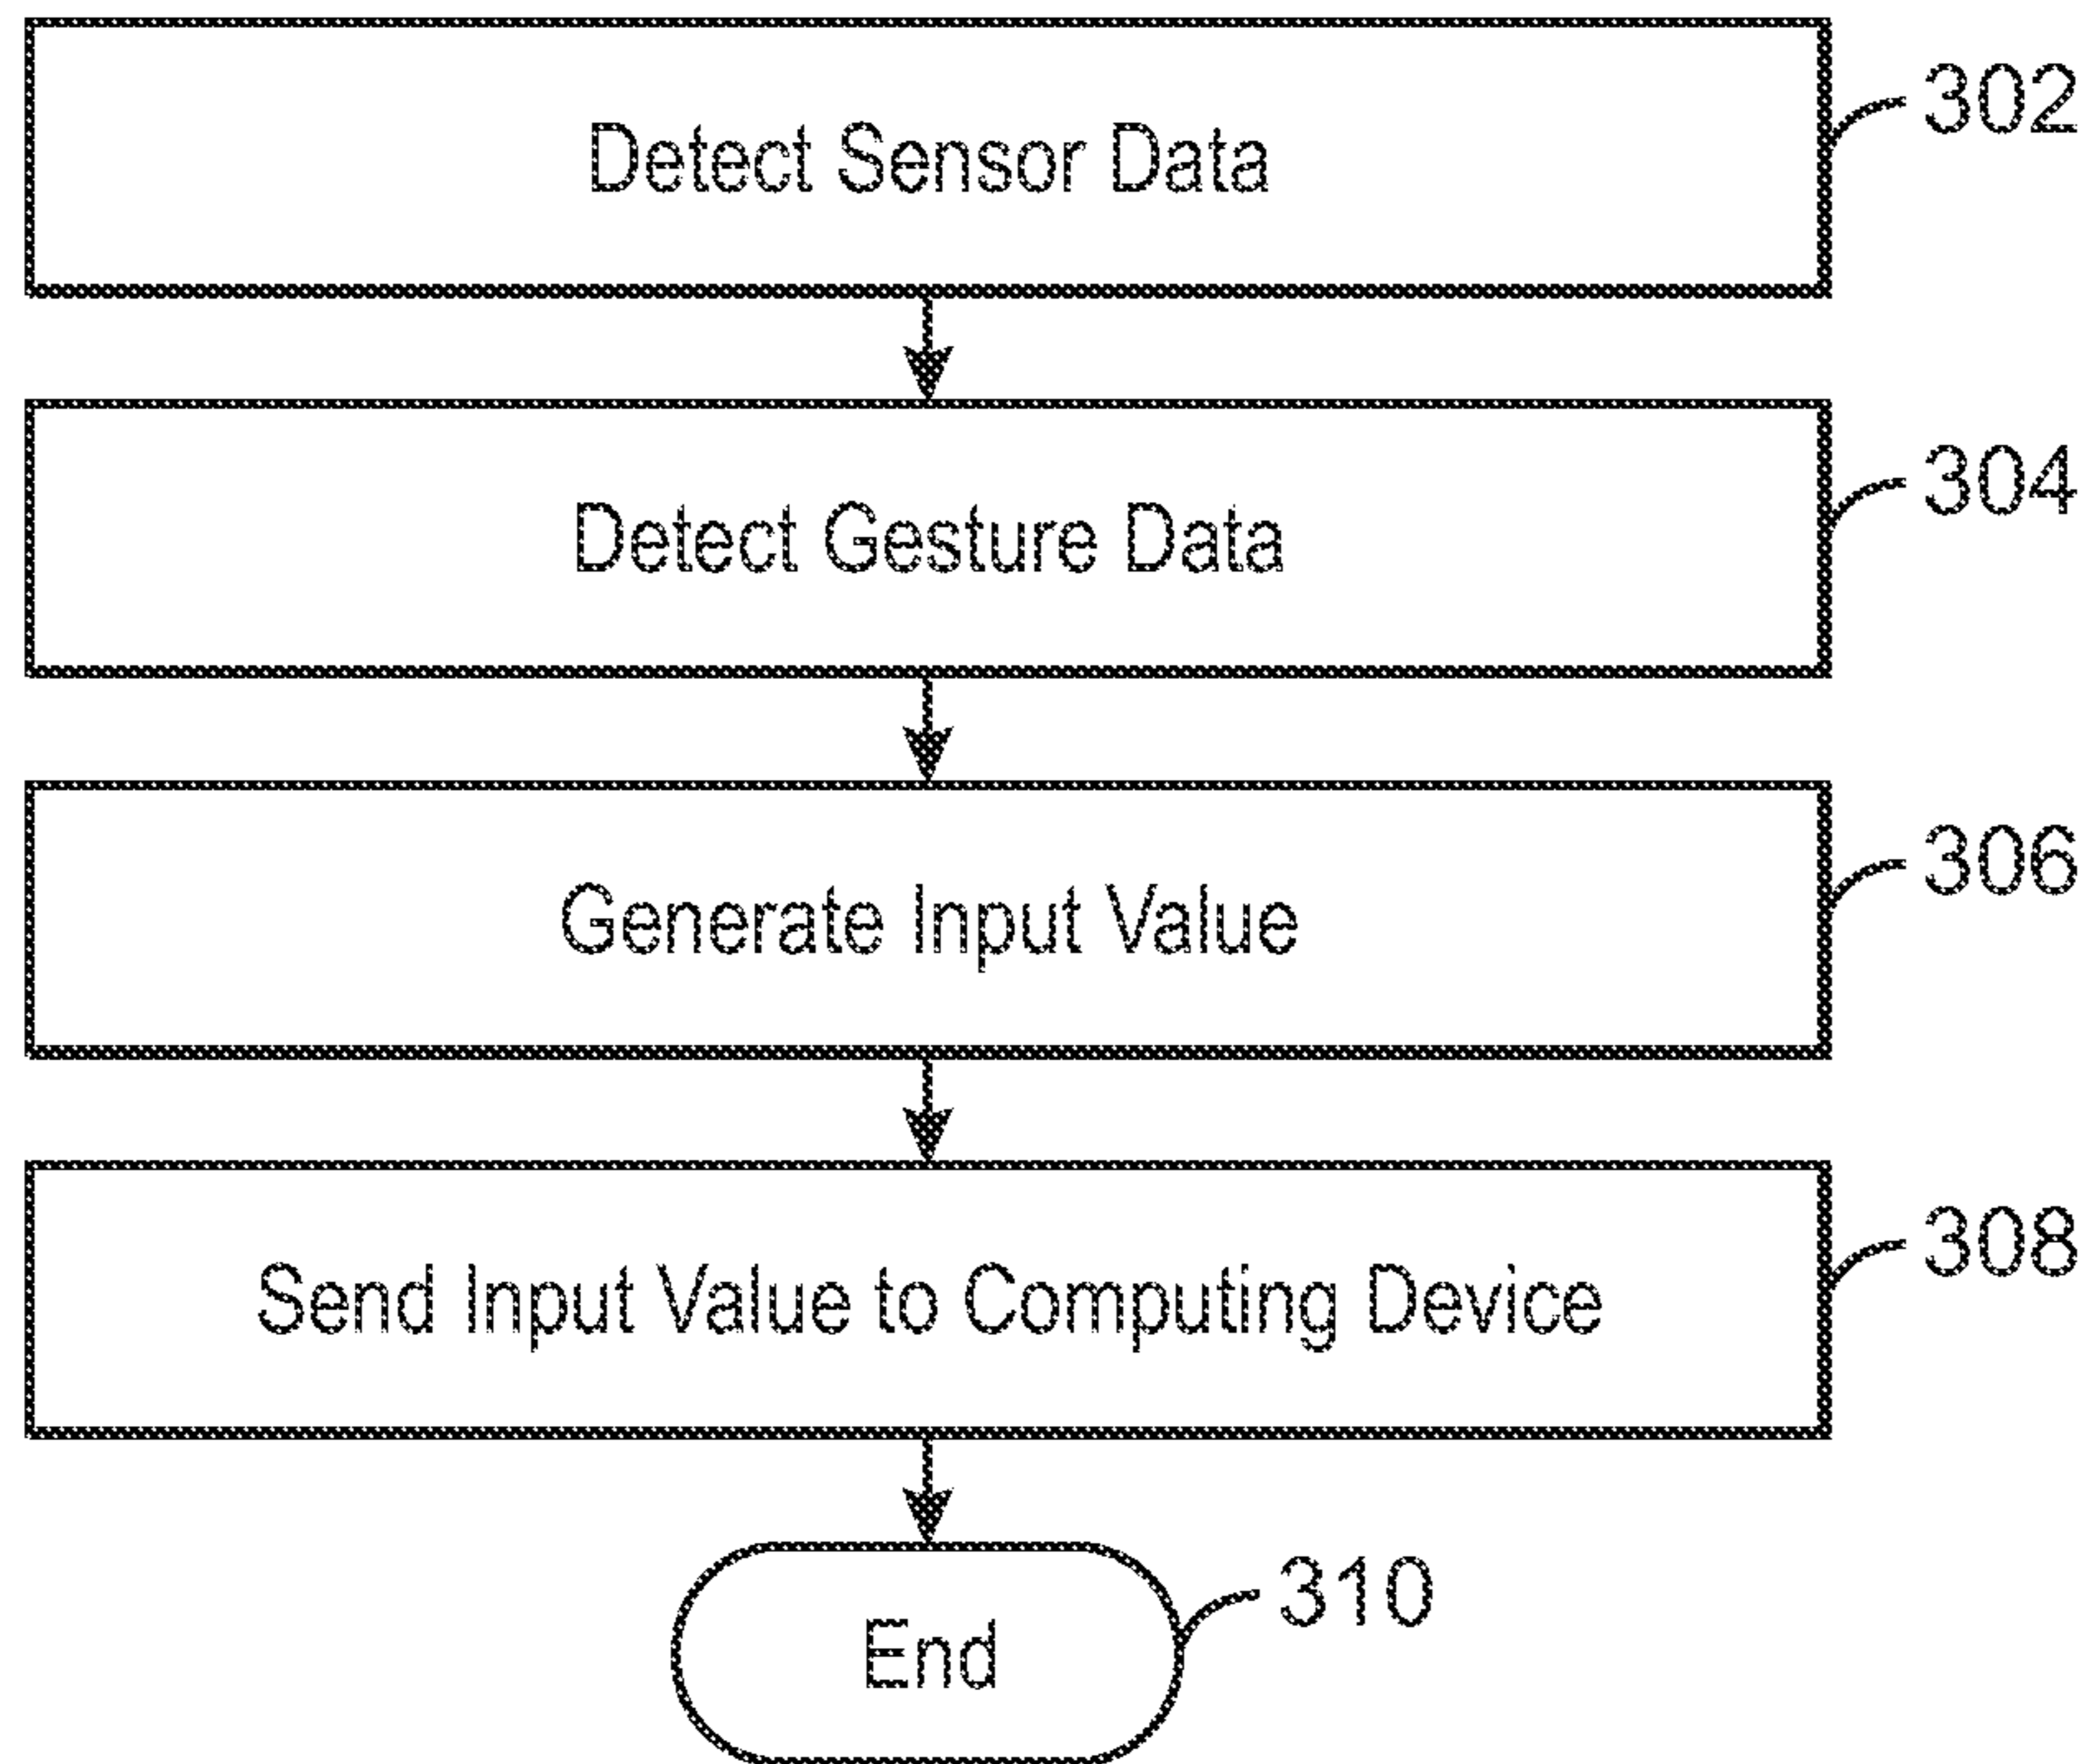 Detect Sensor Data
302
Detect Gesture Data
304
Generate Input Value
306
Send Input Value to Computing Device
308
End
310